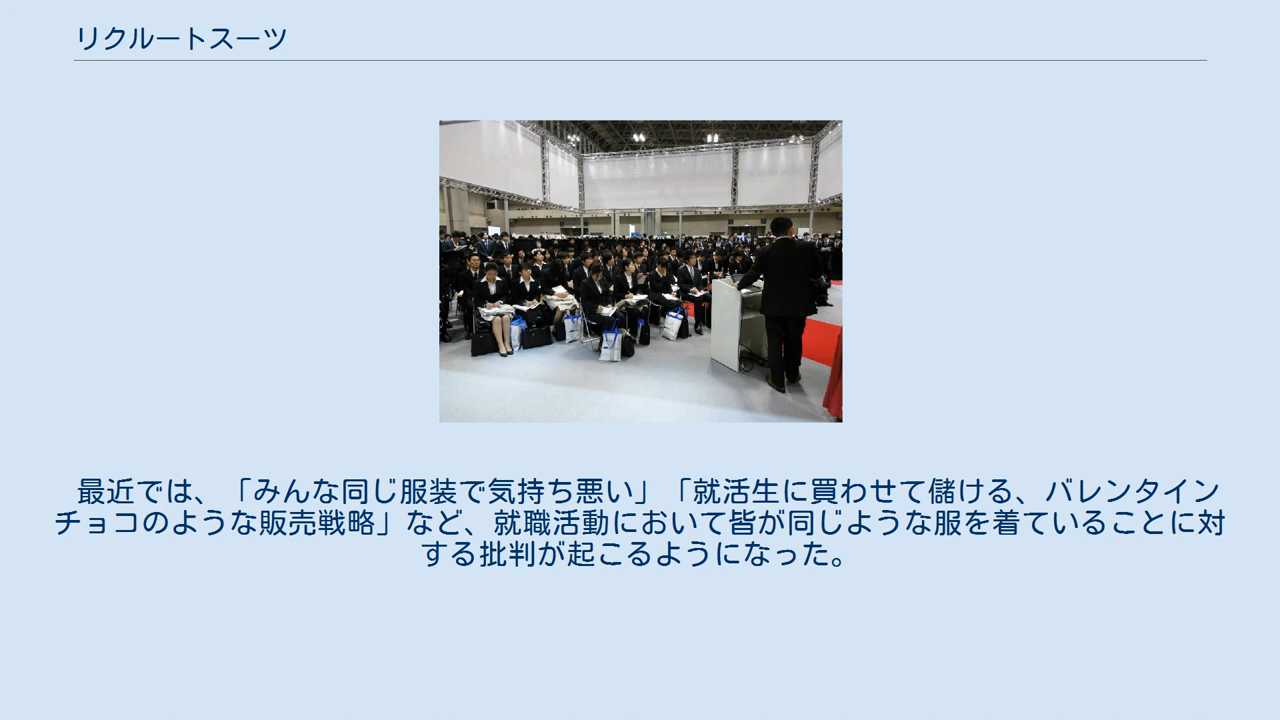 リクルートスーツ
最近では、「みんな同じ服装で気持ち悪い」「就活生に買わせて儲ける、バレンタイン
チョコのような販売戦略」など、就職活動において皆が同じような服を着ていることに対
する批判が起こるようになった。